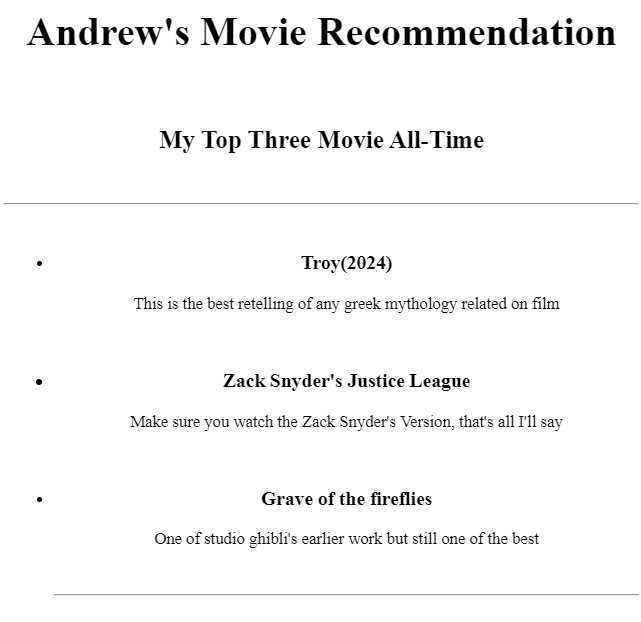 Andrew's Movie Recommendation
My Top Three Movie All-Time
Troy(2024)
This is the best retelling of any greek mythology related on film
Zack Snyder's Justice League
Make sure you watch the Zack Snyder's Version, that's all I'll say
Grave of the fireflies
One of studio ghibli's earlier work but still one of the best